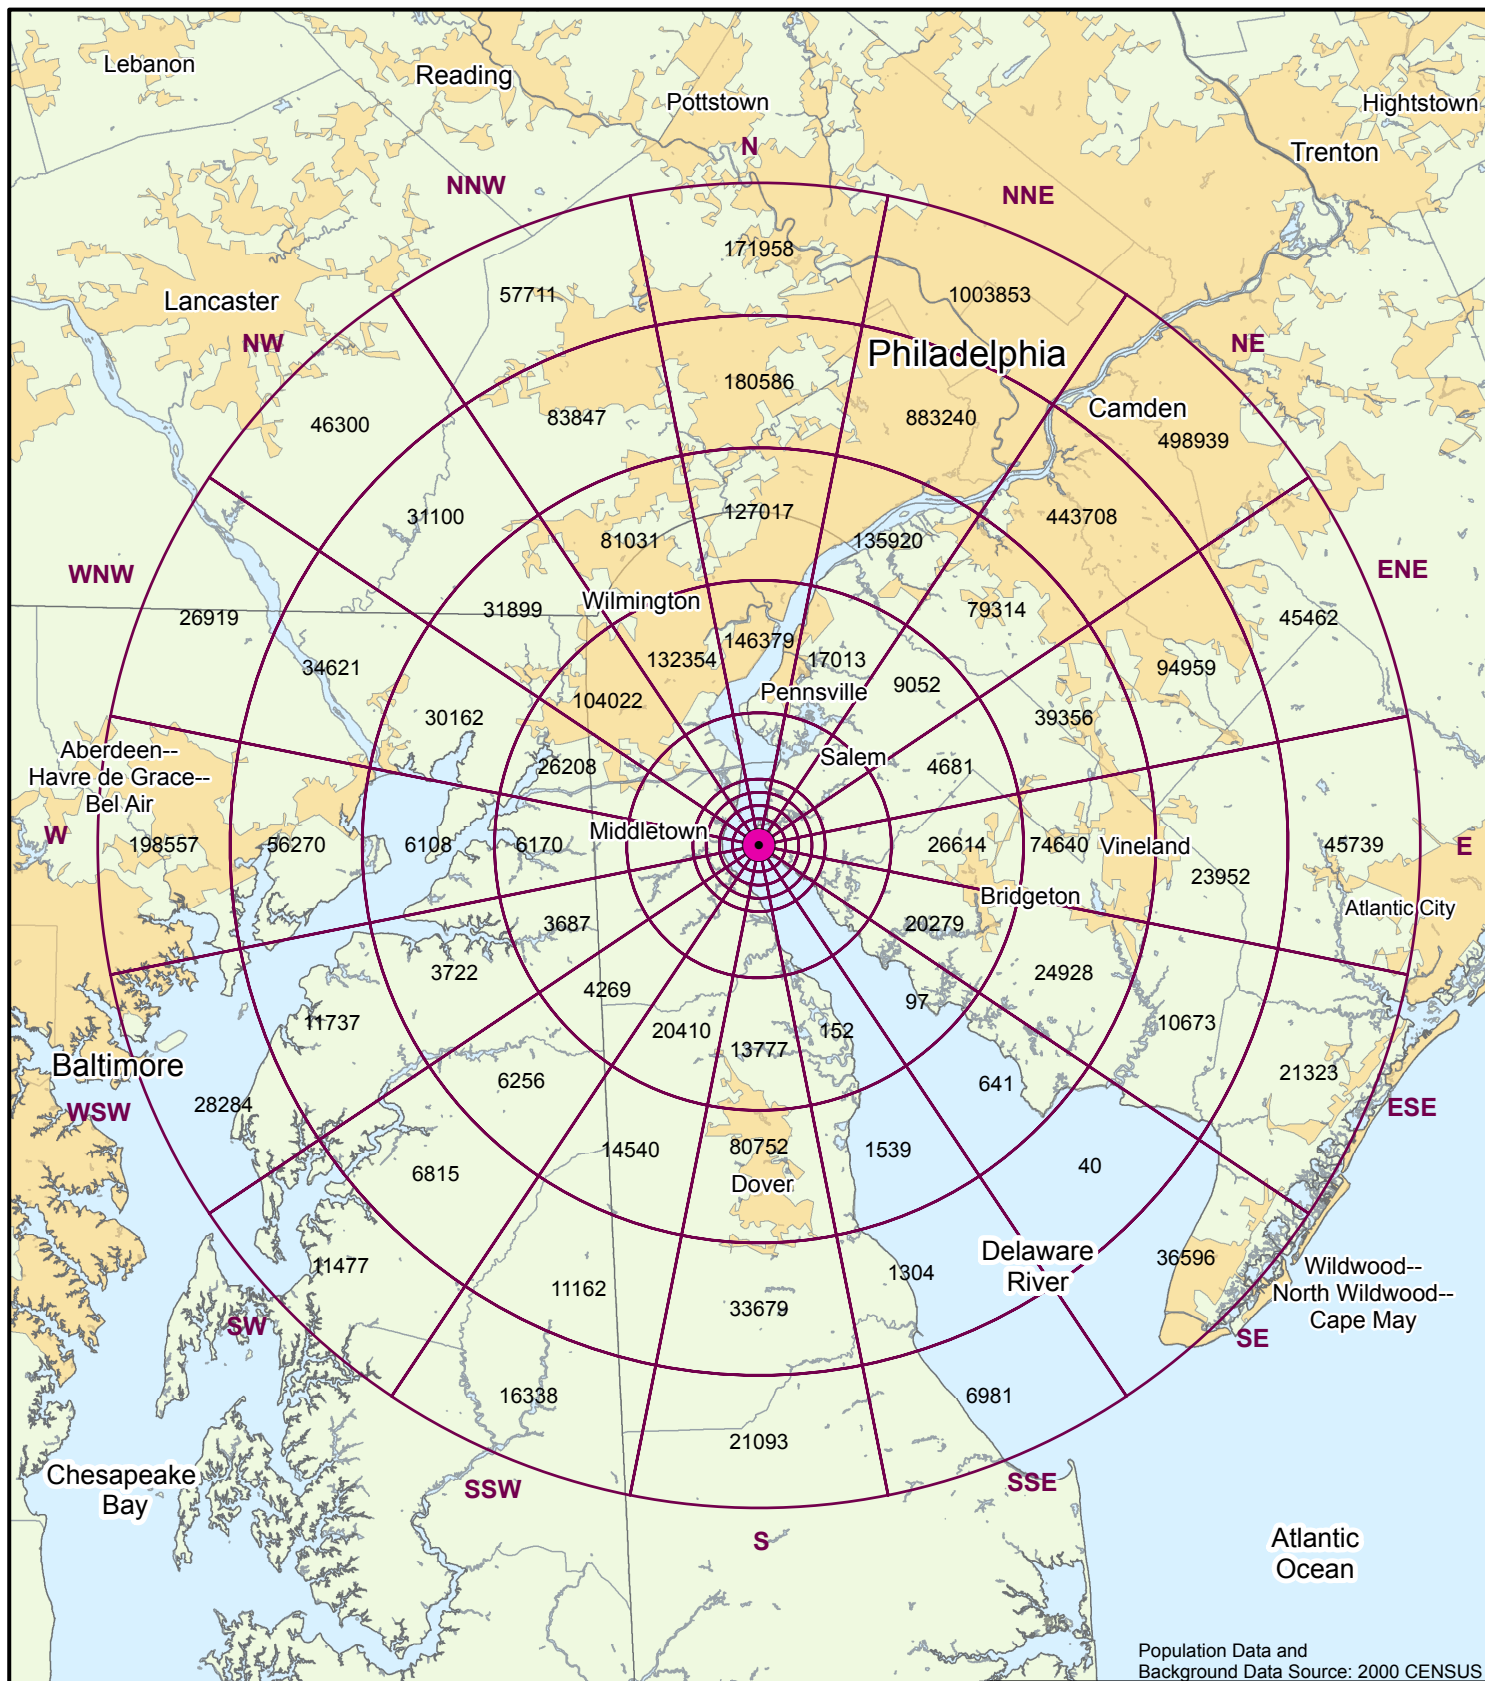 Lebanon
Reading
Pottstown
Hightstown
Trenton
N
NNW
NNE
171958
57711
1003853
Lancaster
NW
NE
Philadelphia
180586
Camden
46300
83847
883240
498939
31100
127017
443708
81031
135920
WNW
ENE
Wilmington
31899
79314
26919
45462
146379
132354
17013
34621
94959
9052
Pennsville
104022
30162
39356
Aberdeen--
Havre de Grace--
Bel Air
Salem
26208
4681
Middletown
W
198557
56270
6108
6170
26614
74640
Vineland
45739
E
23952
Bridgeton
Atlantic City
3687
20279
3722
24928
4269
97
11737
20410
152
10673
13777
Baltimore
6256
641
21323
28284
WSW
ESE
14540
80752
1539
40
6815
Dover
Delaware
River
11477
1304
36596
Wildwood--
North Wildwood--
Cape May
11162
33679
SW
SE
16338
6981
21093
Chesapeake
Bay
SSW
SSE
S
Atlantic
Ocean
Population Data and
Background Data Source: 2000 CENSUS